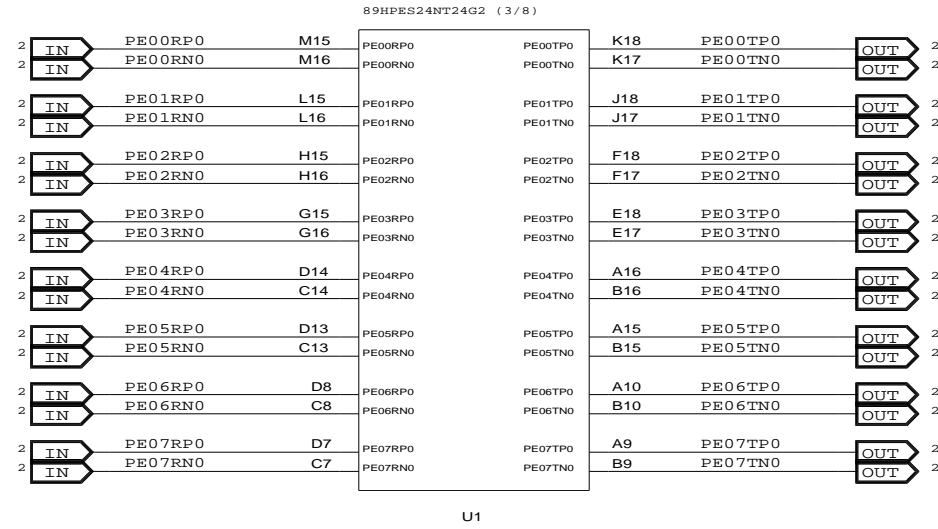 89HPES24NT24G2 (3/8)
2 IN PE00RP0 M15 PE00RP0 PE00TP0 K18 PE00TP0 OUT 2
2 IN PE00RN0 M16 PE00RN0 PE00TN0 K17 PE00TN0 OUT 2
2 IN PE01RP0 L15 PE01RP0 PE01TP0 J18 PE01TP0 OUT 2
2 IN PE01RN0 L16 PE01RN0 PE01TN0 J17 PE01TN0 OUT 2
2 IN PE02RP0 H15 PE02RP0 PE02TP0 F18 PE02TP0 OUT 2
2 IN PE02RN0 H16 PE02RN0 PE02TN0 F17 PE02TN0 OUT 2
2 IN PE03RP0 G15 PE03RP0 PE03TP0 E18 PE03TP0 OUT 2
2 IN PE03RN0 G16 PE03RN0 PE03TN0 E17 PE03TN0 OUT 2
2 IN PE04RP0 D14 PE04RP0 PE04TP0 A16 PE04TP0 OUT 2
2 IN PE04RN0 C14 PE04RN0 PE04TN0 B16 PE04TN0 OUT 2
2 IN PE05RP0 D13 PE05RP0 PE05TP0 A15 PE05TP0 OUT 2
2 IN PE05RN0 C13 PE05RN0 PE05TN0 B15 PE05TN0 OUT 2
2 IN PE06RP0 D8 PE06RP0 PE06TP0 A10 PE06TP0 OUT 2
2 IN PE06RN0 C8 PE06RN0 PE06TN0 B10 PE06TN0 OUT 2
2 IN PE07RP0 D7 PE07RP0 PE07TP0 A9 PE07TP0 OUT 2
2 IN PE07RN0 C7 PE07RN0 PE07TN0 B9 PE07TN0 OUT 2
U1